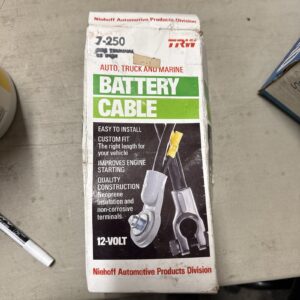 Niehoff Automotive Products Division
7-250
TRW
AUTO, TRUCK AND MARINE
BATTERY
CABLE
EASY TO INSTALL
CUSTOM FIT
The right length for
your vehicle
IMPROVES ENGINE
STARTING
QUALITY
CONSTRUCTION
Neoprene
insulation and
non-corrosive
terminals.
12-VOLT
Niehoff Automotive Products Division